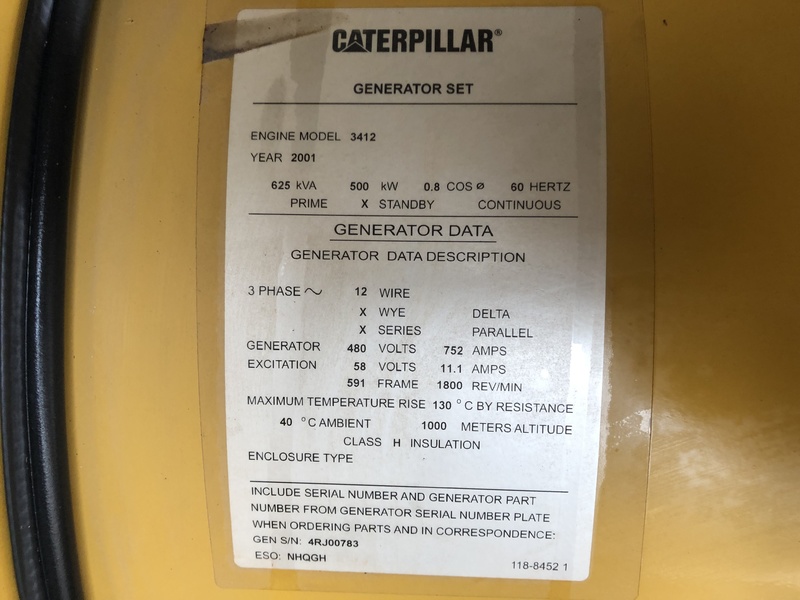 CATERPILLAR®
GENERATOR SET
ENGINE MODEL 3412
YEAR 2001
625 kVA 500 kW 0.8 COS ø 60 HERTZ
PRIME X STANDBY CONTINUOUS
GENERATOR DATA
GENERATOR DATA DESCRIPTION
3 PHASE ~ 12 WIRE
X WYE DELTA
X SERIES PARALLEL
GENERATOR 480 VOLTS 752 AMPS
EXCITATION 58 VOLTS 11.1 AMPS
591 FRAME 1800 REV/MIN
MAXIMUM TEMPERATURE RISE 130 °C BY RESISTANCE
40 °C AMBIENT 1000 METERS ALTITUDE
CLASS H INSULATION
ENCLOSURE TYPE
INCLUDE SERIAL NUMBER AND GENERATOR PART
NUMBER FROM GENERATOR SERIAL NUMBER PLATE
WHEN ORDERING PARTS AND IN CORRESPONDENCE:
GEN S/N: 4RJ00783
ESO: NHQGH
118-8452 1